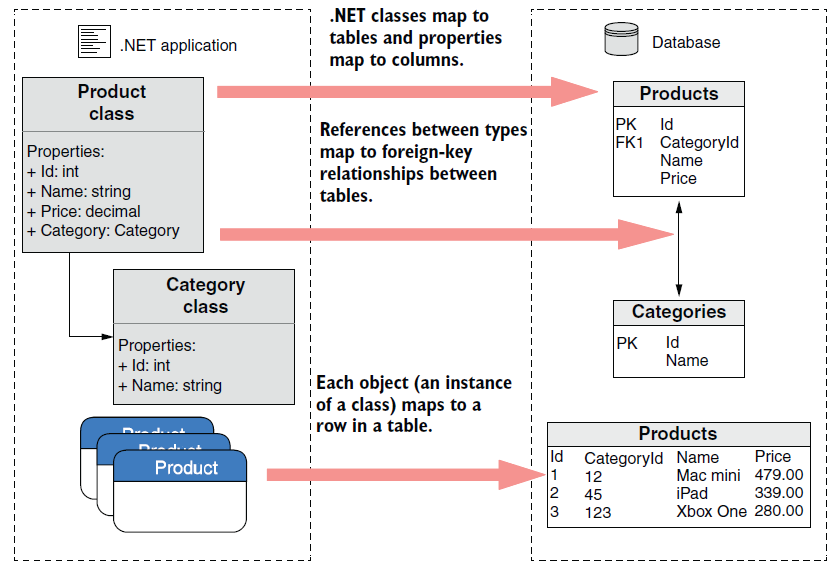 .NET application
.NET classes map to
tables and properties
map to columns.
Database
Product
class
Properties:
+ Id: int
+ Name: string
+ Price: decimal
+ Category: Category
References between types
map to foreign-key
relationships between
tables.
Products
PK Id
FK1 CategoryId
Name
Price
Category
class
Properties:
+ Id: int
+ Name: string
Categories
PK Id
Name
Each object (an instance
of a class) maps to a
row in a table.
Product
Product
Product
Products
Id CategoryId Name Price
1 12 Mac mini 479.00
2 45 iPad 339.00
3 123 Xbox One 280.00